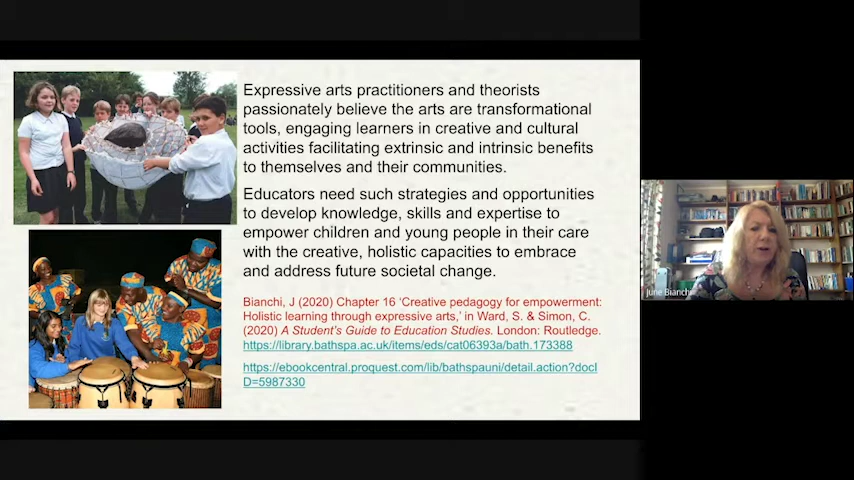 Expressive arts practitioners and theorists
passionately believe the arts are transformational
tools, engaging learners in creative and cultural
activities facilitating extrinsic and intrinsic benefits
to themselves and their communities.
Educators need such strategies and opportunities
to develop knowledge, skills and expertise to
empower children and young people in their care
with the creative, holistic capacities to embrace
and address future societal change.
Bianchi, J (2020) Chapter 16 'Creative pedagogy for empowerment:
Holistic learning through expressive arts,' in Ward, S. & Simon, C.
(2020) A Student's Guide to Education Studies. London: Routledge.
https://library.bathspa.ac.uk/items/eds/cat06393a/bath.173388
https://ebookcentral.proquest.com/lib/bathspauni/detail.action?docI
D=5987330
June Bianchi